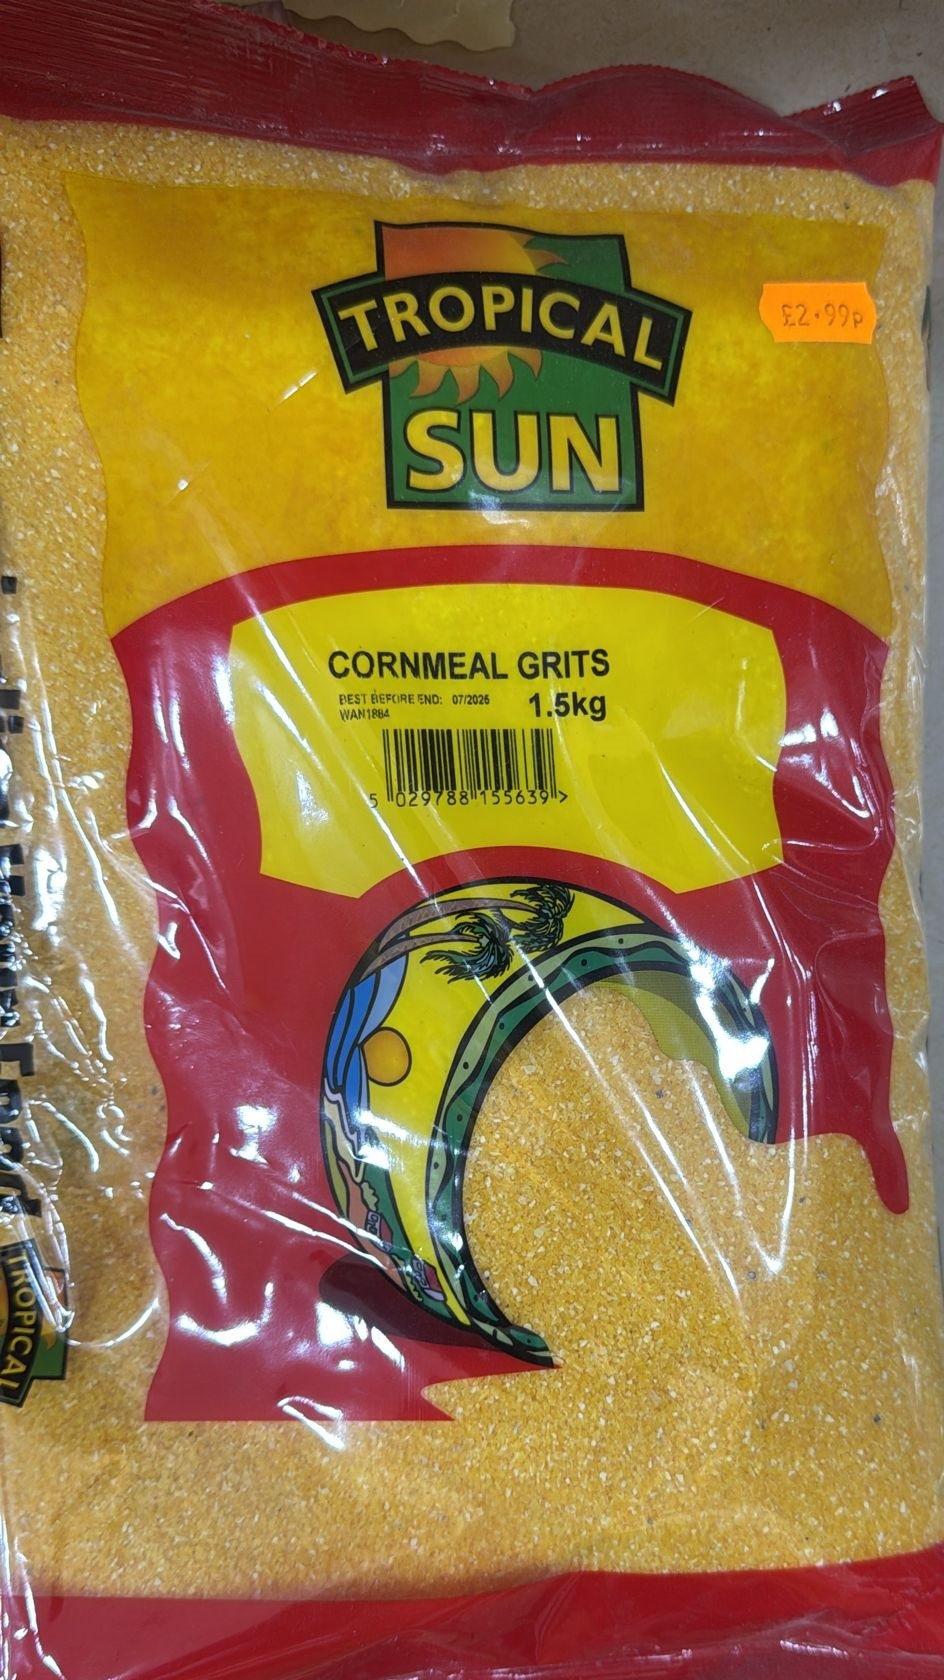 TROPICAL
SUN
£2.99p
CORNMEAL GRITS
BEST BEFORE END: 07/2026
1.5kg
WAN1884
5 029788 155639 >
TROPICAL